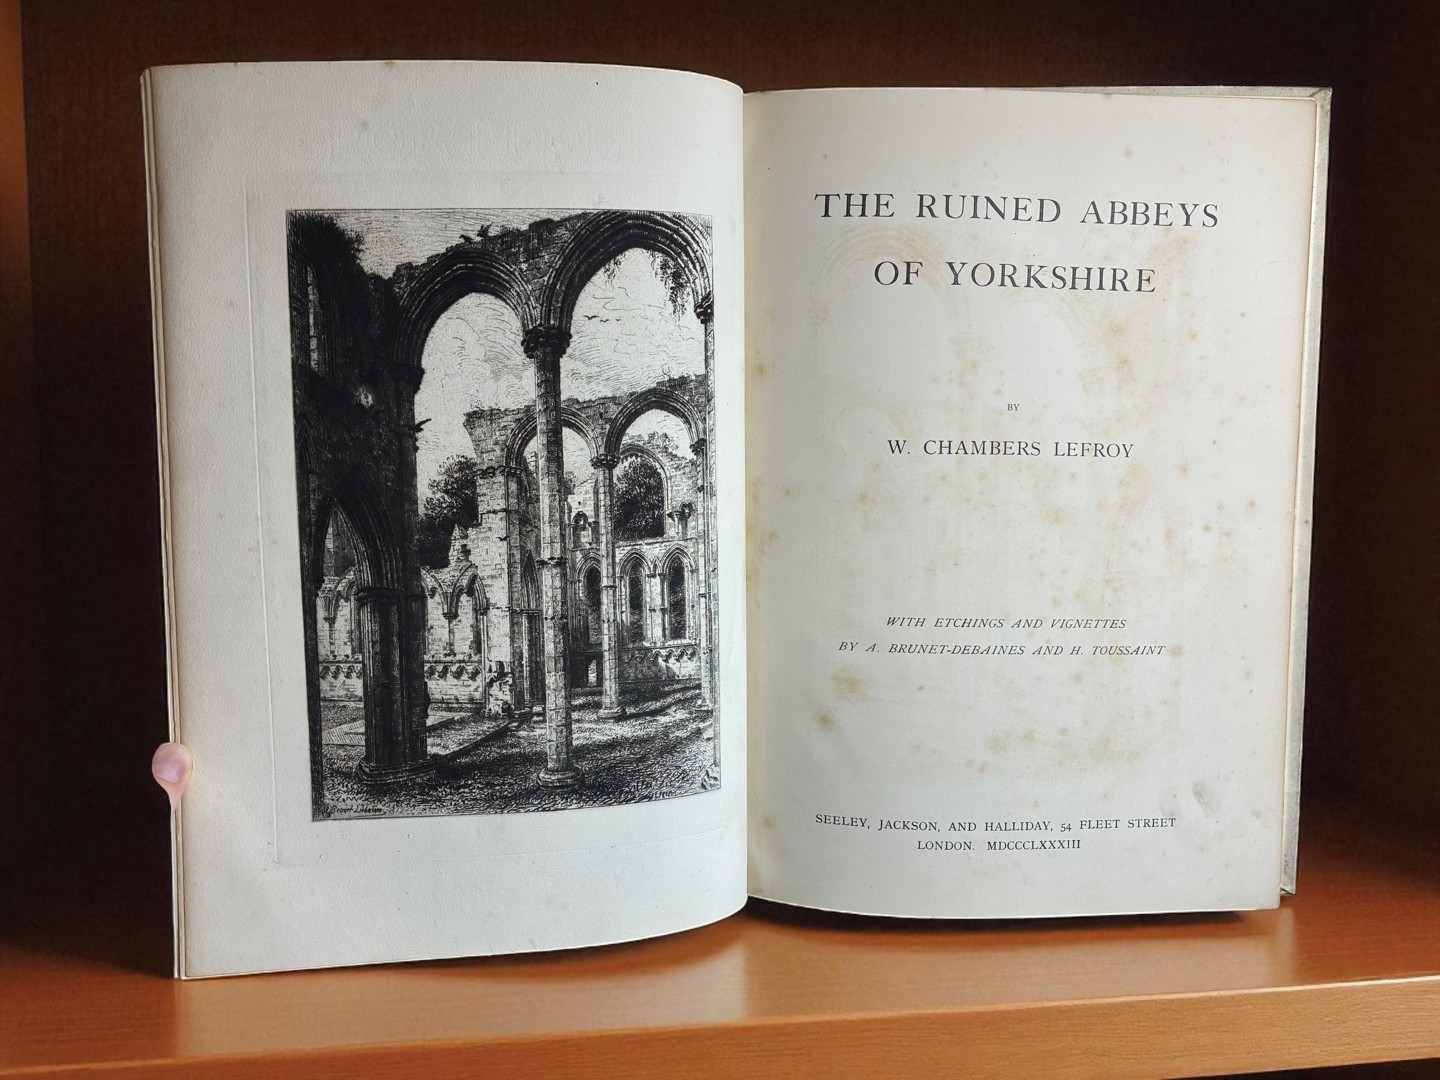 THE RUINED ABBEYS
OF YORKSHIRE
BY
W. CHAMBERS LEFROY
WITH ETCHINGS AND VIGNETTES
BY A. BRUNET-DEBAINES AND H. TOUSSAINT
SEELEY, JACKSON, AND HALLIDAY, 54 FLEET STREET
LONDON. MDCCCLXXXIII